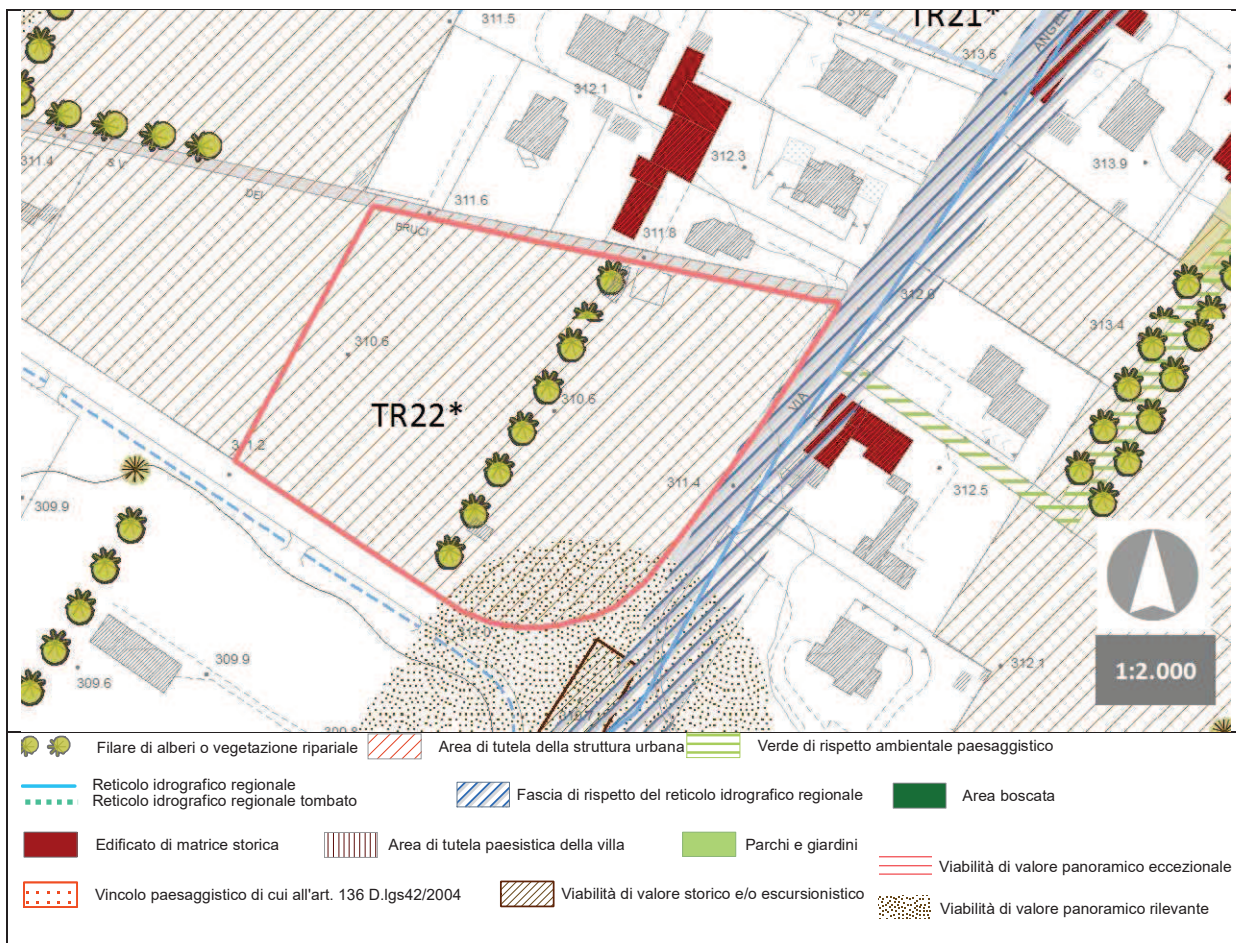 TR21*
311.5
312.1
313.6
ANGEL
312.3
313.9
311.4
S.V.
DEI
BRUCI
311.6
311.8
312.6
313.4
310.6
TR22*
310.6
VIA
311.2
311.4
312.5
309.9
309.9
309.6
312.1
1:2.000
Filare di alberi o vegetazione ripariale Area di tutela della struttura urbana Verde di rispetto ambientale paesaggistico
Reticolo idrografico regionale
Reticolo idrografico regionale tombato
Fascia di rispetto del reticolo idrografico regionale Area boscata
Edificato di matrice storica Area di tutela paesistica della villa Parchi e giardini
Viabilità di valore panoramico eccezionale
Vincolo paesaggistico di cui all'art. 136 D.lgs42/2004 Viabilità di valore storico e/o escursionistico
Viabilità di valore panoramico rilevante